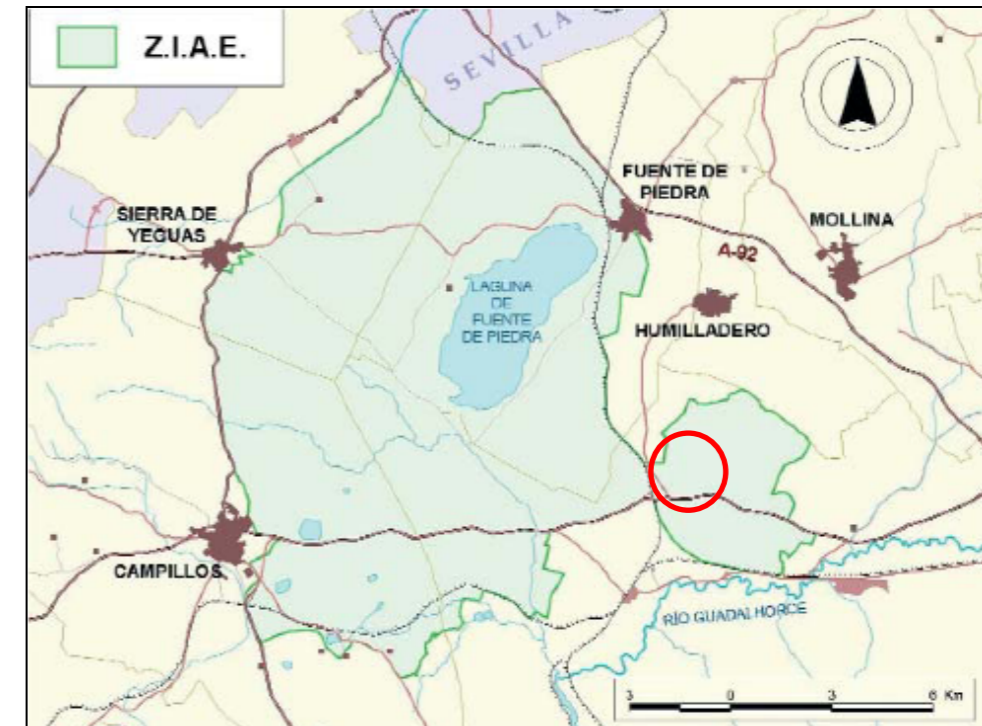 Z.I.A.E.
SEVILLA
FUENTE DE
PIEDRA
SIERRA DE
YEGUAS
MOLLINA
A-92
LAGUNA
DE
FUENTE
DE PIEDRA
HUMILLADERO
CAMPILLOS
RÍO GUADALHORCE
3 0 3 6 Km